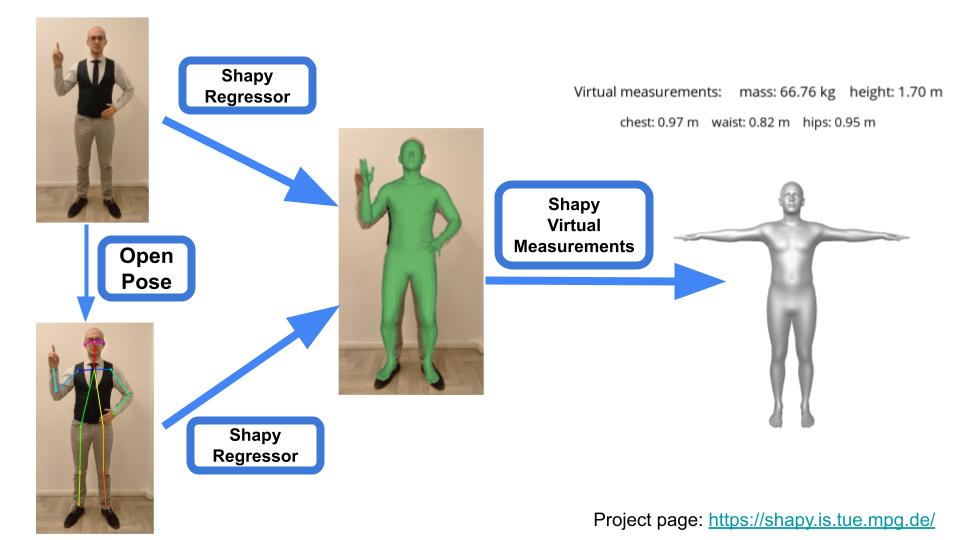 Shapy
Regressor
Virtual measurements: mass: 66.76 kg height: 1.70 m
chest: 0.97 m waist: 0.82 m hips: 0.95 m
Shapy
Virtual
Measurements
Open
Pose
Shapy
Regressor
Project page: https://shapy.is.tue.mpg.de/